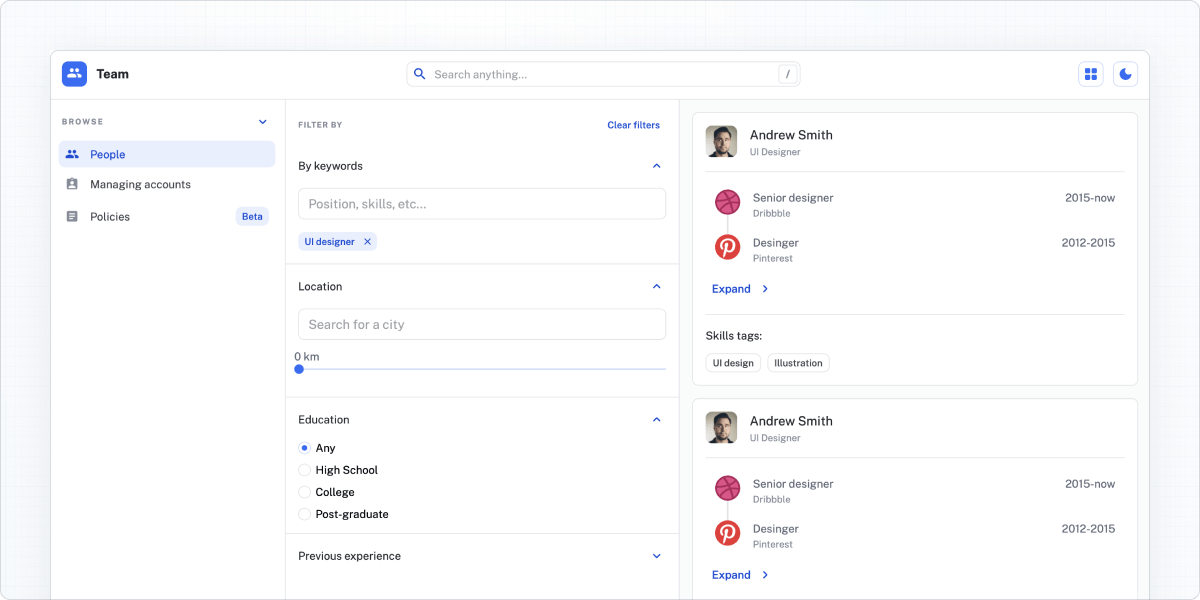 Team
Search anything...
/
BROWSE
People
Managing accounts
Policies
Beta
FILTER BY
Clear filters
By keywords
Position, skills, etc...
UI designer
Location
Search for a city
0 km
Education
Any
High School
College
Post-graduate
Previous experience
Andrew Smith
UI Designer
Senior designer
2015-now
Dribbble
Desinger
2012-2015
Pinterest
Expand
Skills tags:
UI design
Illustration
Andrew Smith
UI Designer
Senior designer
2015-now
Dribbble
Desinger
2012-2015
Pinterest
Expand